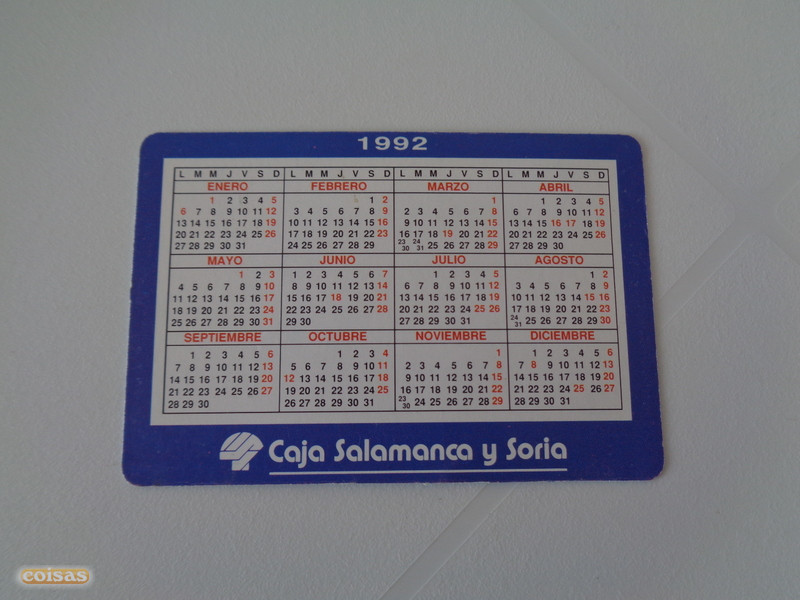 1992
L M M J V S D
ENERO
1 2 3 4 5
6 7 8 9 10 11 12
13 14 15 16 17 18 19
20 21 22 23 24 25 26
27 28 29 30 31
L M M J V S D
FEBRERO
1 2
3 4 5 6 7 8 9
10 11 12 13 14 15 16
17 18 19 20 21 22 23
24 25 26 27 28 29
L M M J V S D
MARZO
1
2 3 4 5 6 7 8
9 10 11 12 13 14 15
16 17 18 19 20 21 22
23 30 24 31 25 26 27 28 29
L M M J V S D
ABRIL
1 2 3 4 5
6 7 8 9 10 11 12
13 14 15 16 17 18 19
20 21 22 23 24 25 26
27 28 29 30
MAYO
1 2 3
4 5 6 7 8 9 10
11 12 13 14 15 16 17
18 19 20 21 22 23 24
25 26 27 28 29 30 31
JUNIO
1 2 3 4 5 6 7
8 9 10 11 12 13 14
15 16 17 18 19 20 21
22 23 24 25 26 27 28
29 30
JULIO
1 2 3 4 5
6 7 8 9 10 11 12
13 14 15 16 17 18 19
20 21 22 23 24 25 26
27 28 29 30 31
AGOSTO
1 2
3 4 5 6 7 8 9
10 11 12 13 14 15 16
17 18 19 20 21 22 23
24 31 25 26 27 28 29 30
SEPTIEMBRE
1 2 3 4 5 6
7 8 9 10 11 12 13
14 15 16 17 18 19 20
21 22 23 24 25 26 27
28 29 30
OCTUBRE
1 2 3 4
5 6 7 8 9 10 11
12 13 14 15 16 17 18
19 20 21 22 23 24 25
26 27 28 29 30 31
NOVIEMBRE
1
2 3 4 5 6 7 8
9 10 11 12 13 14 15
16 17 18 19 20 21 22
23 30 24 25 26 27 28 29
DICIEMBRE
1 2 3 4 5 6
7 8 9 10 11 12 13
14 15 16 17 18 19 20
21 22 23 24 25 26 27
28 29 30 31
Caja Salamanca y Soria
coisas